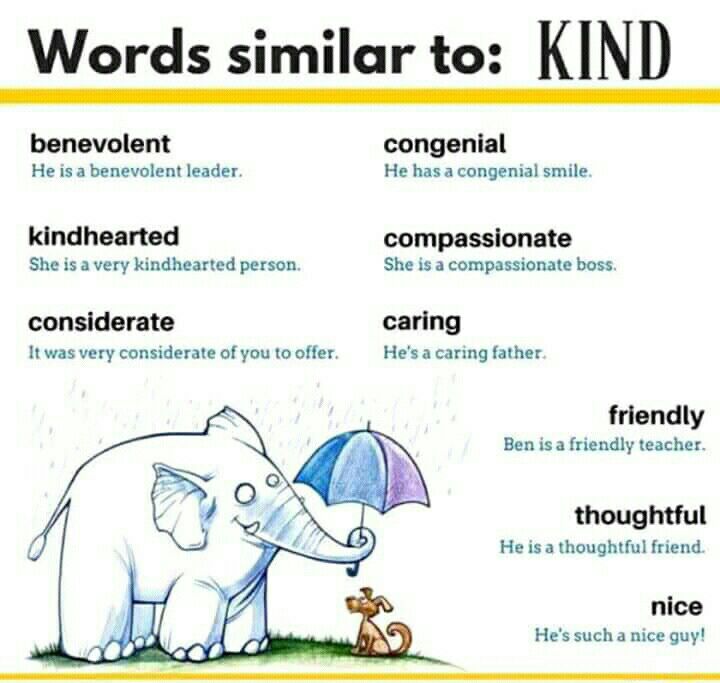 Words similar to: KIND
benevolent
He is a benevolent leader.
congenial
He has a congenial smile.
kindhearted
She is a very kindhearted person.
compassionate
She is a compassionate boss.
considerate
It was very considerate of you to offer.
caring
He's a caring father.
friendly
Ben is a friendly teacher.
thoughtful
He is a thoughtful friend.
nice
He's such a nice guy!